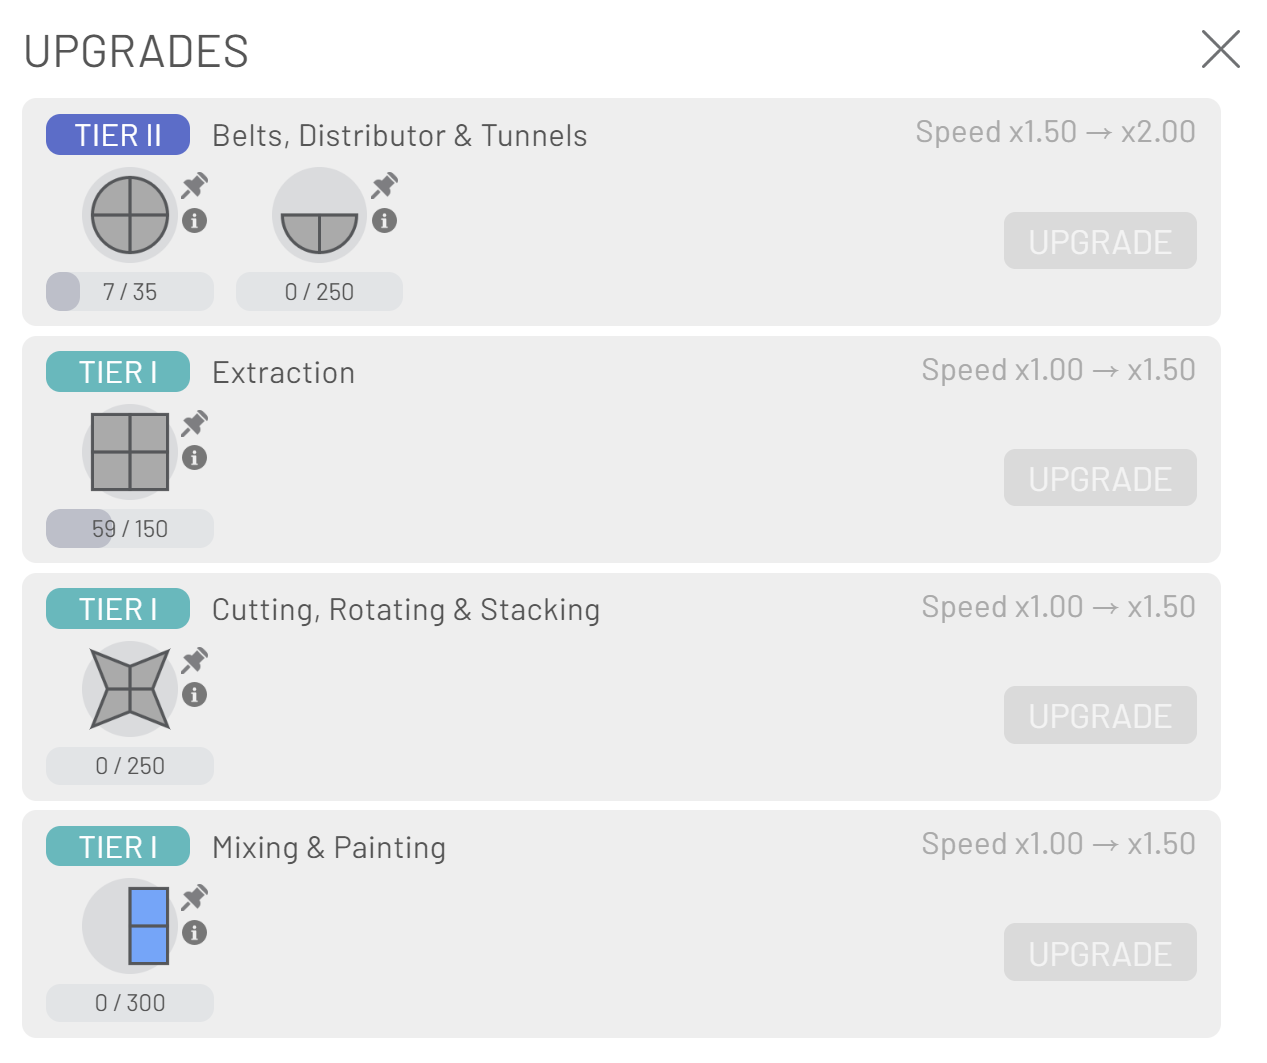 UPGRADES
TIER II Belts, Distributor & Tunnels Speed x1.50 → x2.00
7 / 35 0 / 250 UPGRADE
TIER I Extraction Speed x1.00 → x1.50
UPGRADE
59 / 150
TIER I Cutting, Rotating & Stacking Speed x1.00 → x1.50
UPGRADE
0 / 250
TIER I Mixing & Painting Speed x1.00 → x1.50
UPGRADE
0 / 300